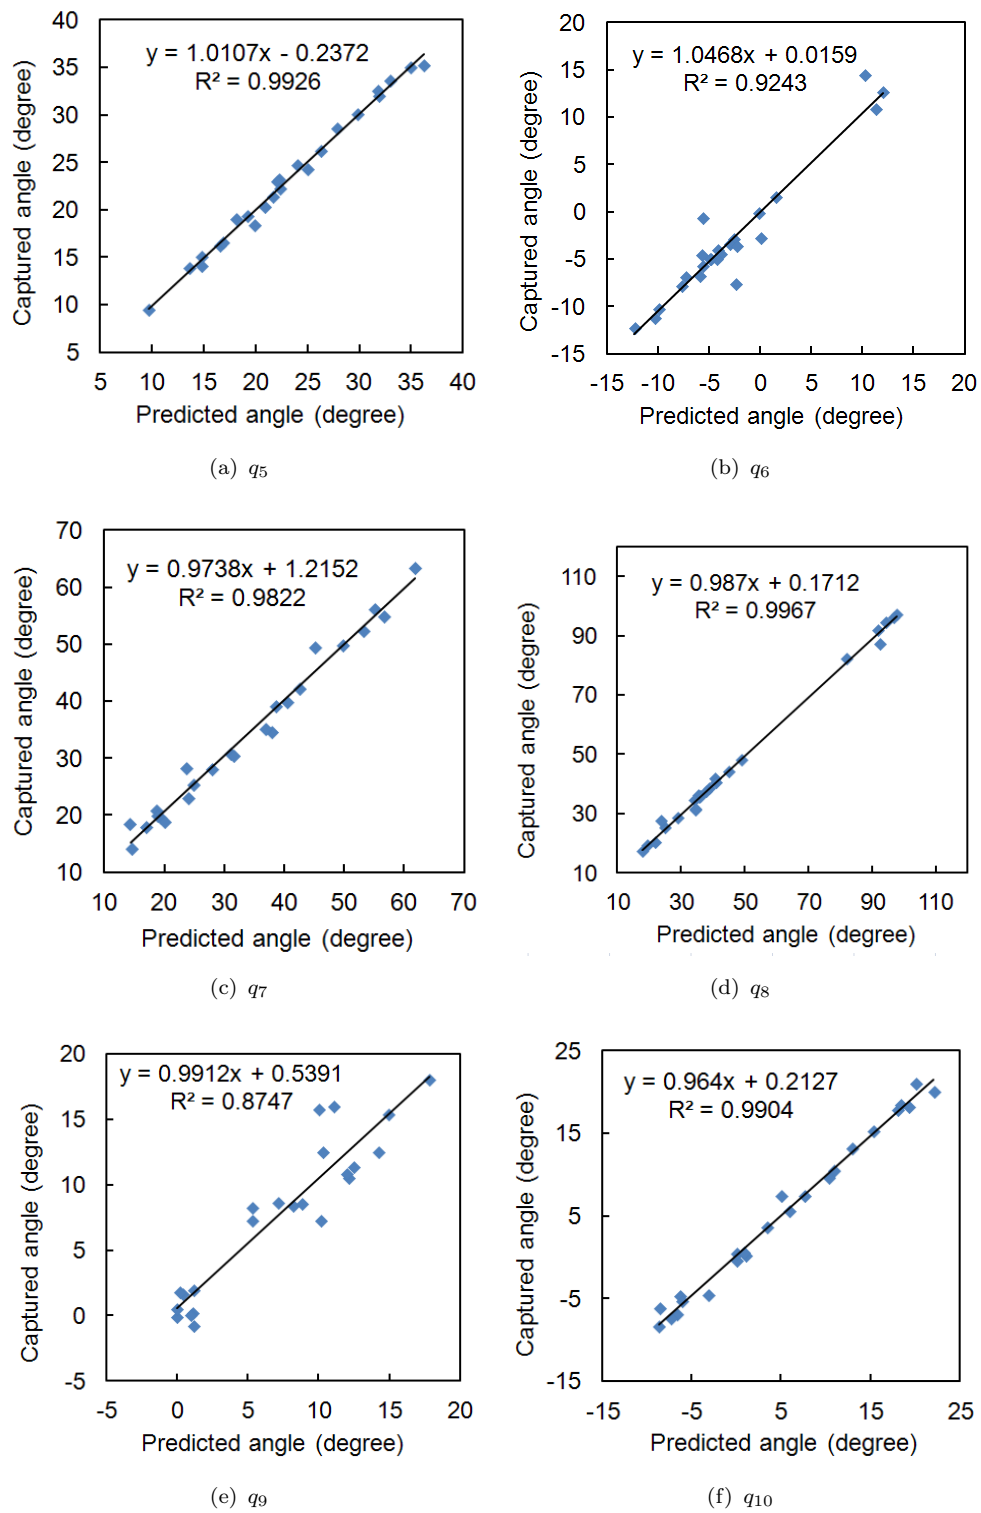 y = 1.0107x - 0.2372
R² = 0.9926
Captured angle (degree)
40
35
30
25
20
15
10
5
5 10 15 20 25 30 35 40
Predicted angle (degree)
(a) q5
y = 1.0468x + 0.0159
R² = 0.9243
Captured angle (degree)
20
15
10
5
0
-5
-10
-15
-15 -10 -5 0 5 10 15 20
Predicted angle (degree)
(b) q6
y = 0.9738x + 1.2152
R² = 0.9822
Captured angle (degree)
70
60
50
40
30
20
10
10 20 30 40 50 60 70
Predicted angle (degree)
(c) q7
y = 0.987x + 0.1712
R² = 0.9967
Captured angle (degree)
110
90
70
50
30
10
10 30 50 70 90 110
Predicted angle (degree)
(d) q8
y = 0.9912x + 0.5391
R² = 0.8747
Captured angle (degree)
20
15
10
5
0
-5
-5 0 5 10 15 20
Predicted angle (degree)
(e) q9
y = 0.964x + 0.2127
R² = 0.9904
Captured angle (degree)
25
15
5
-5
-15
-15 -5 5 15 25
Predicted angle (degree)
(f) q10